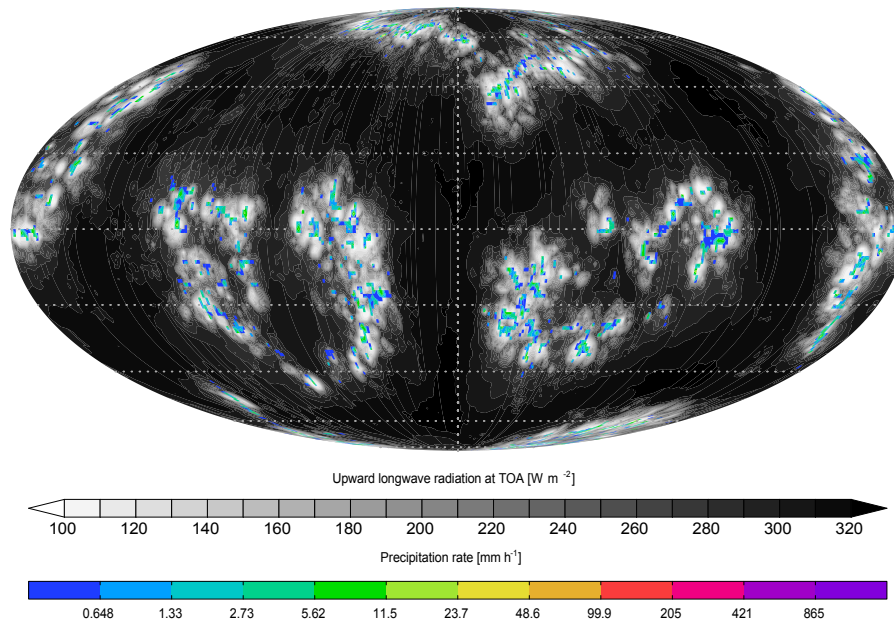 Upward longwave radiation at TOA [W m -2]
100 120 140 160 180 200 220 240 260 280 300 320
Precipitation rate [mm h-1]
0.648 1.33 2.73 5.62 11.5 23.7 48.6 99.9 205 421 865